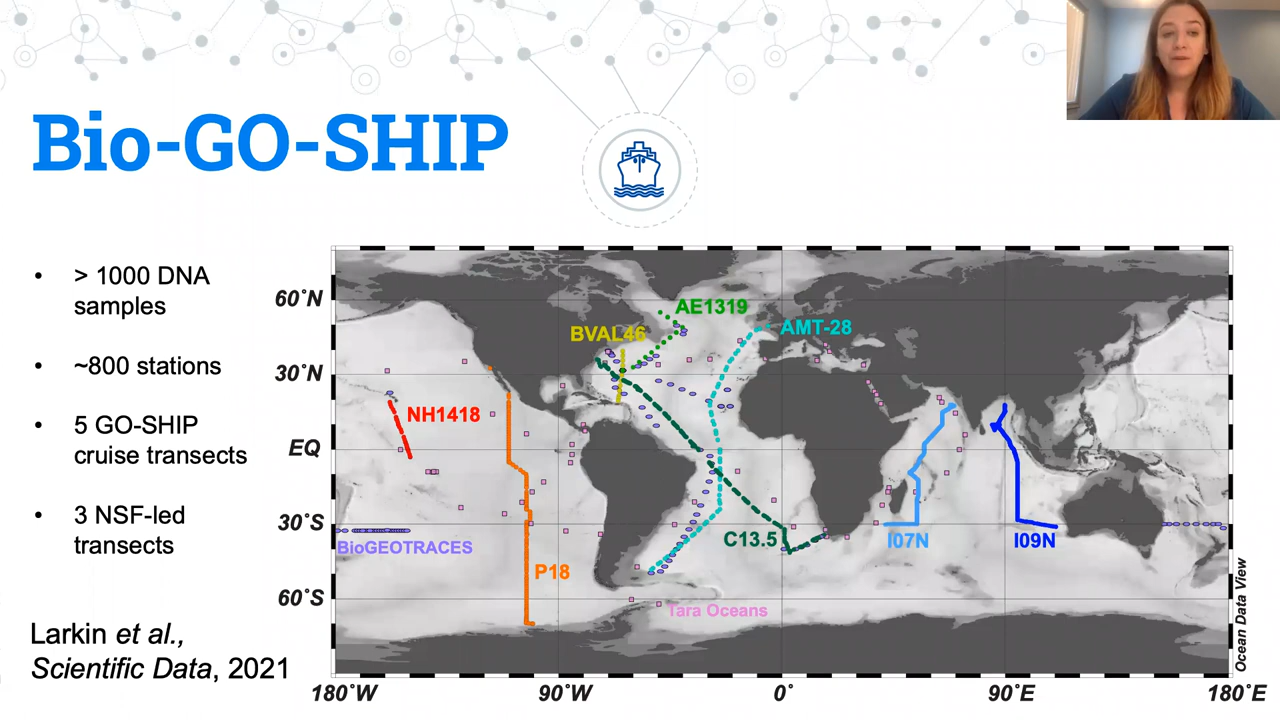 Bio-GO-SHIP
• > 1000 DNA
samples
• ~800 stations
• 5 GO-SHIP
cruise transects
• 3 NSF-led
transects
Larkin et al.,
Scientific Data, 2021
60°N
30°N
EQ
30°S
60°S
180°W
90°W
0°
90°E
180°E
AE1319
BVAL46
AMT-28
NH1418
C13.5
I07N
I09N
BioGEOTRACES
P18
Tara Oceans
Ocean Data View